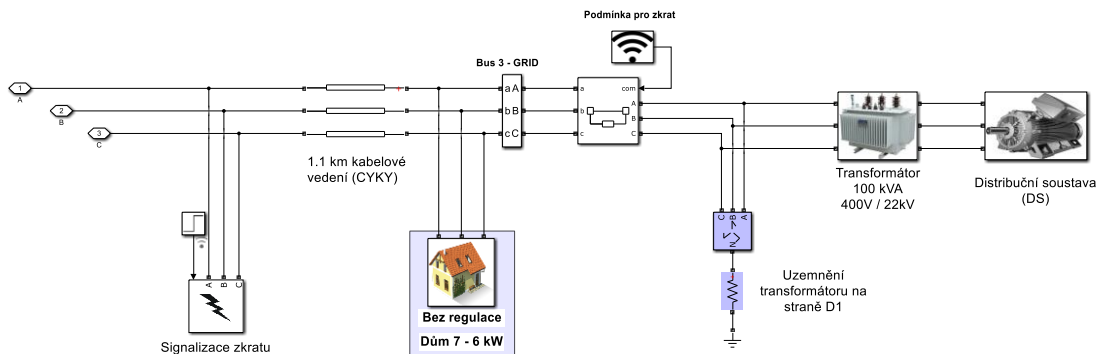 Podmínka pro zkrat
Bus 3 - GRID
1
A
2
B
3
C
a A
b B
c C
a
b
c
com
A
B
C
1.1 km kabelové
vedení (CYKY)
Transformátor
100 kVA
400V / 22kV
Distribuční soustava
(DS)
C
B
A
N
Uzemnění
transformátoru na
straně D1
A
B
C
Signalizace zkratu
Bez regulace
Dům 7 - 6 kW